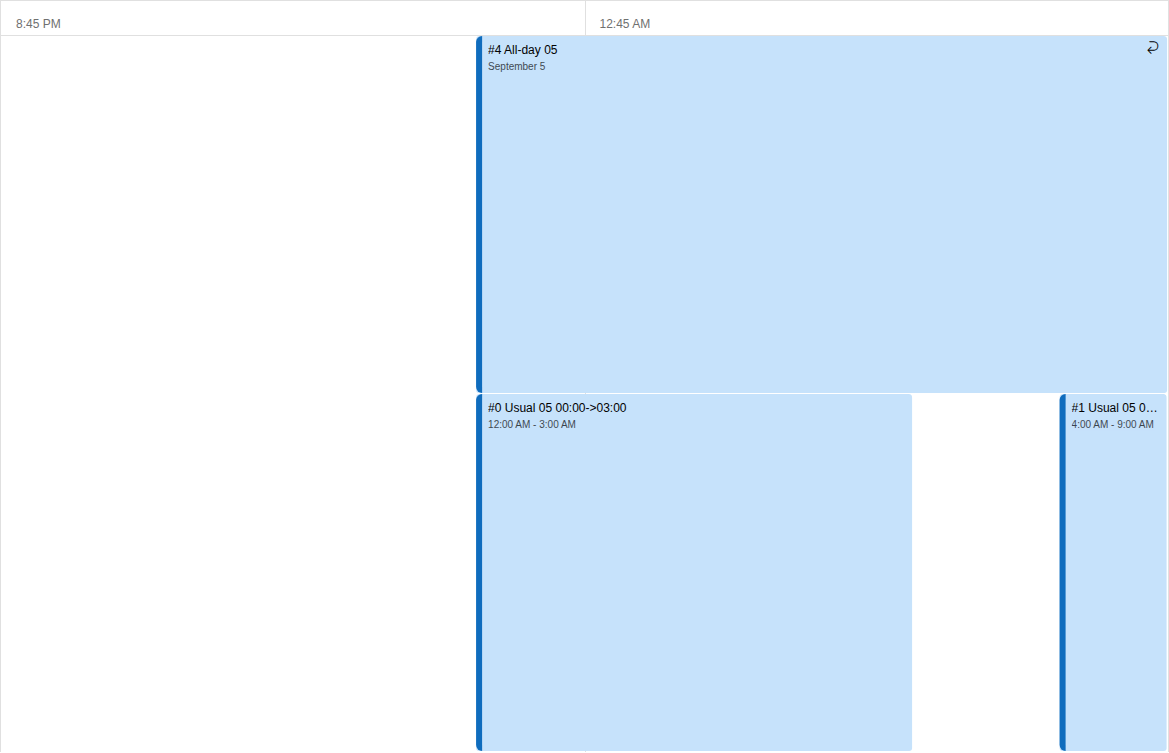 8:45 PM
12:45 AM
#4 All-day 05
September 5
#0 Usual 05 00:00->03:00
12:00 AM - 3:00 AM
#1 Usual 05 0…
4:00 AM - 9:00 AM